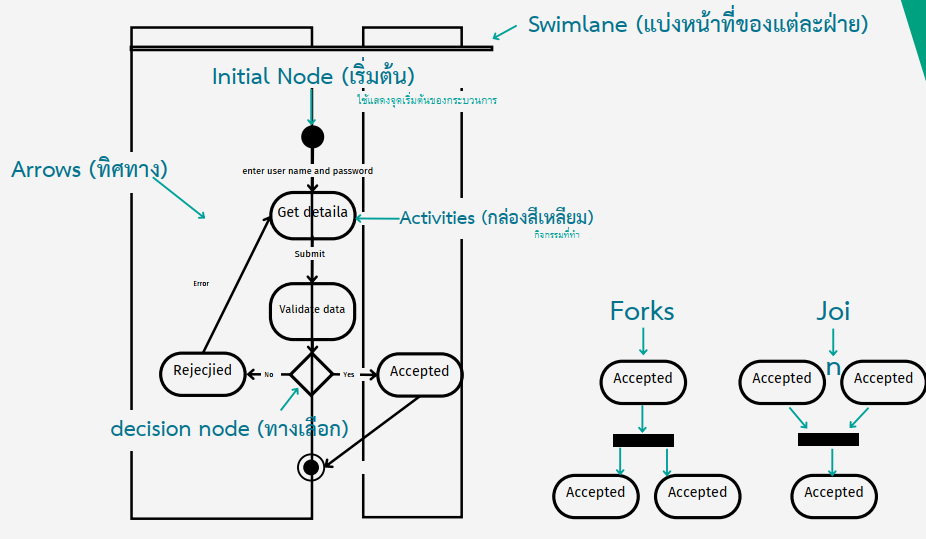 Swimlane (แบ่งหน้าที่ของแต่ละฝ่าย)
Initial Node (เริ่มต้น)
ใช้แสดงจุดเริ่มต้นของกระบวนการ
Arrows (ทิศทาง)
enter user name and password
Get detaila
Activities (กล่องสีเหลียม)
กิจกรรมที่ทำ
Submit
Error
Validate data
Rejecjied
No
Yes
Accepted
decision node (ทางเลือก)
Forks
Accepted
Accepted
Accepted
Joi
n
Accepted
Accepted
Accepted